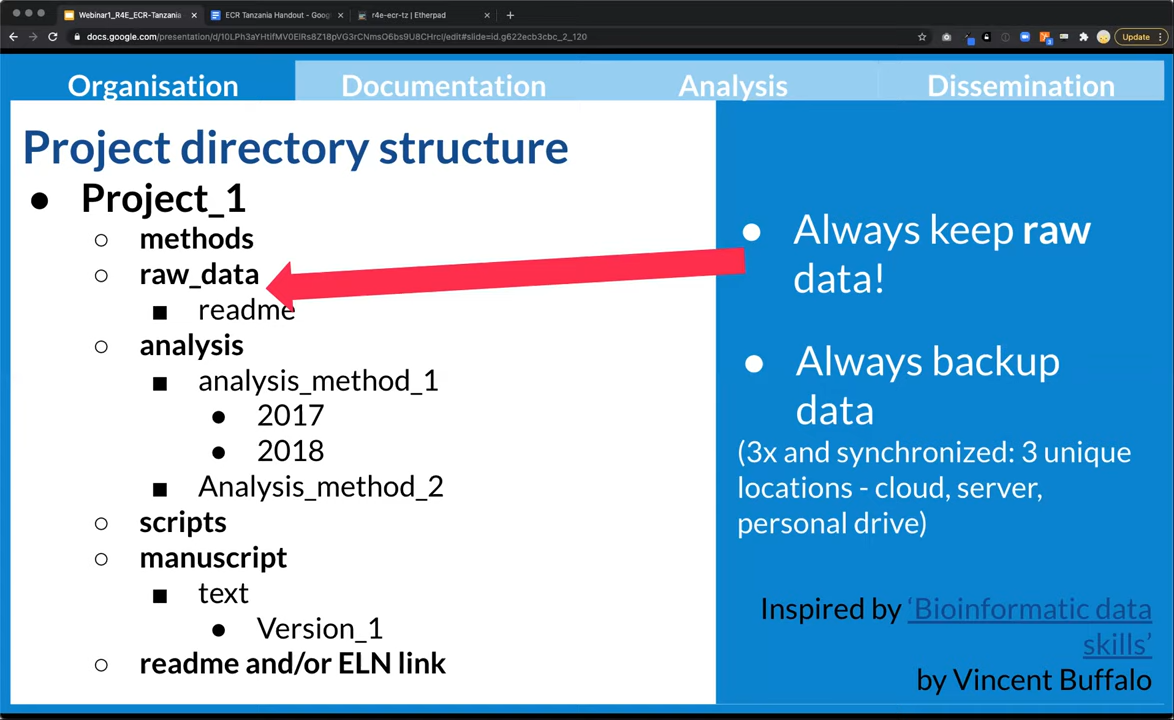 Webinar1_R4E_ECR-Tanzania
ECR Tanzania Handout - Goog
r4e-ecr-tz | Etherpad
docs.google.com/presentation/d/10LPh3aYHtifMV0ElRs8Z18pVG3rCNmsO6bs9U8CHrcI/edit#slide=id.g622ecb3cbc_2_120
Update
Organisation
Documentation
Analysis
Dissemination
Project directory structure
Project_1
methods
raw_data
readme
analysis
analysis_method_1
2017
2018
Analysis_method_2
scripts
manuscript
text
Version_1
readme and/or ELN link
Always keep raw
data!
Always backup
data
(3x and synchronized: 3 unique
locations - cloud, server,
personal drive)
Inspired by ‘Bioinformatic data
skills’
by Vincent Buffalo